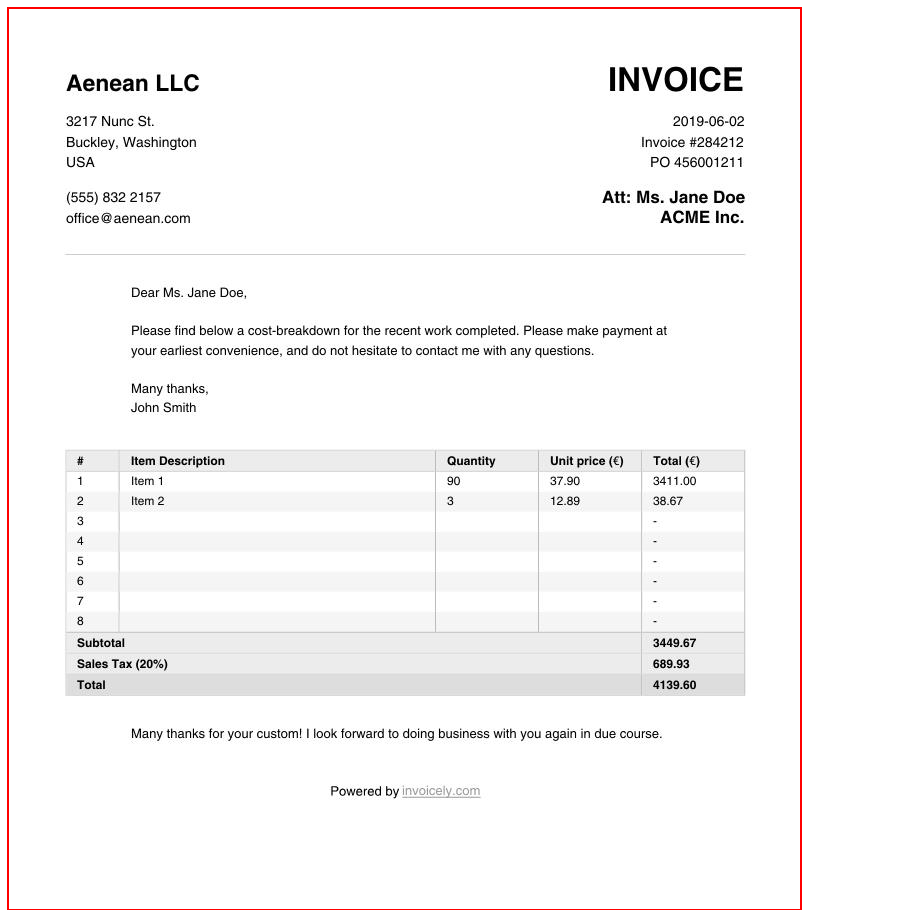 Aenean LLC
INVOICE
3217 Nunc St.
Buckley, Washington
USA
2019-06-02
Invoice #284212
PO 456001211
(555) 832 2157
office@aenean.com
Att: Ms. Jane Doe
ACME Inc.
Dear Ms. Jane Doe,
Please find below a cost-breakdown for the recent work completed. Please make payment at
your earliest convenience, and do not hesitate to contact me with any questions.
Many thanks,
John Smith
# Item Description Quantity Unit price (€) Total (€)
1 Item 1 90 37.90 3411.00
2 Item 2 3 12.89 38.67
3 -
4 -
5 -
6 -
7 -
8 -
Subtotal 3449.67
Sales Tax (20%) 689.93
Total 4139.60
Many thanks for your custom! I look forward to doing business with you again in due course.
Powered by invoicely.com